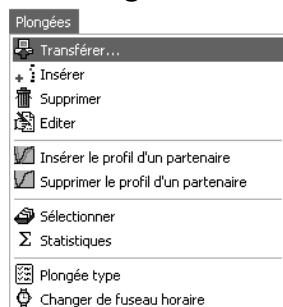 Plongées
Transférer...
Insérer
Supprimer
Editer
Insérer le profil d'un partenaire
Supprimer le profil d'un partenaire
Sélectionner
Σ Statistiques
Plongée type
Changer de fuseau horaire